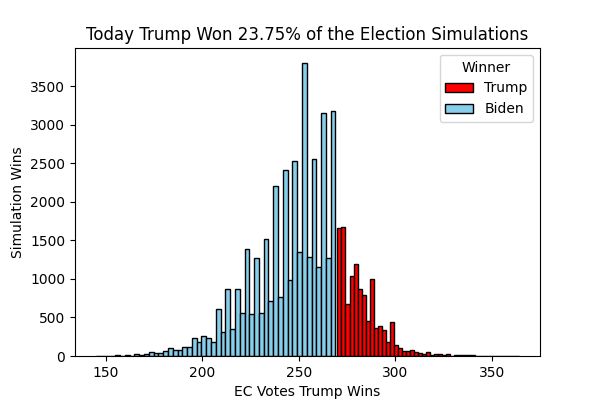 Today Trump Won 23.75% of the Election Simulations
Winner
Trump
Biden
3500
3000
2500
2000
1500
1000
500
0
Simulation Wins
150
200
250
300
350
EC Votes Trump Wins